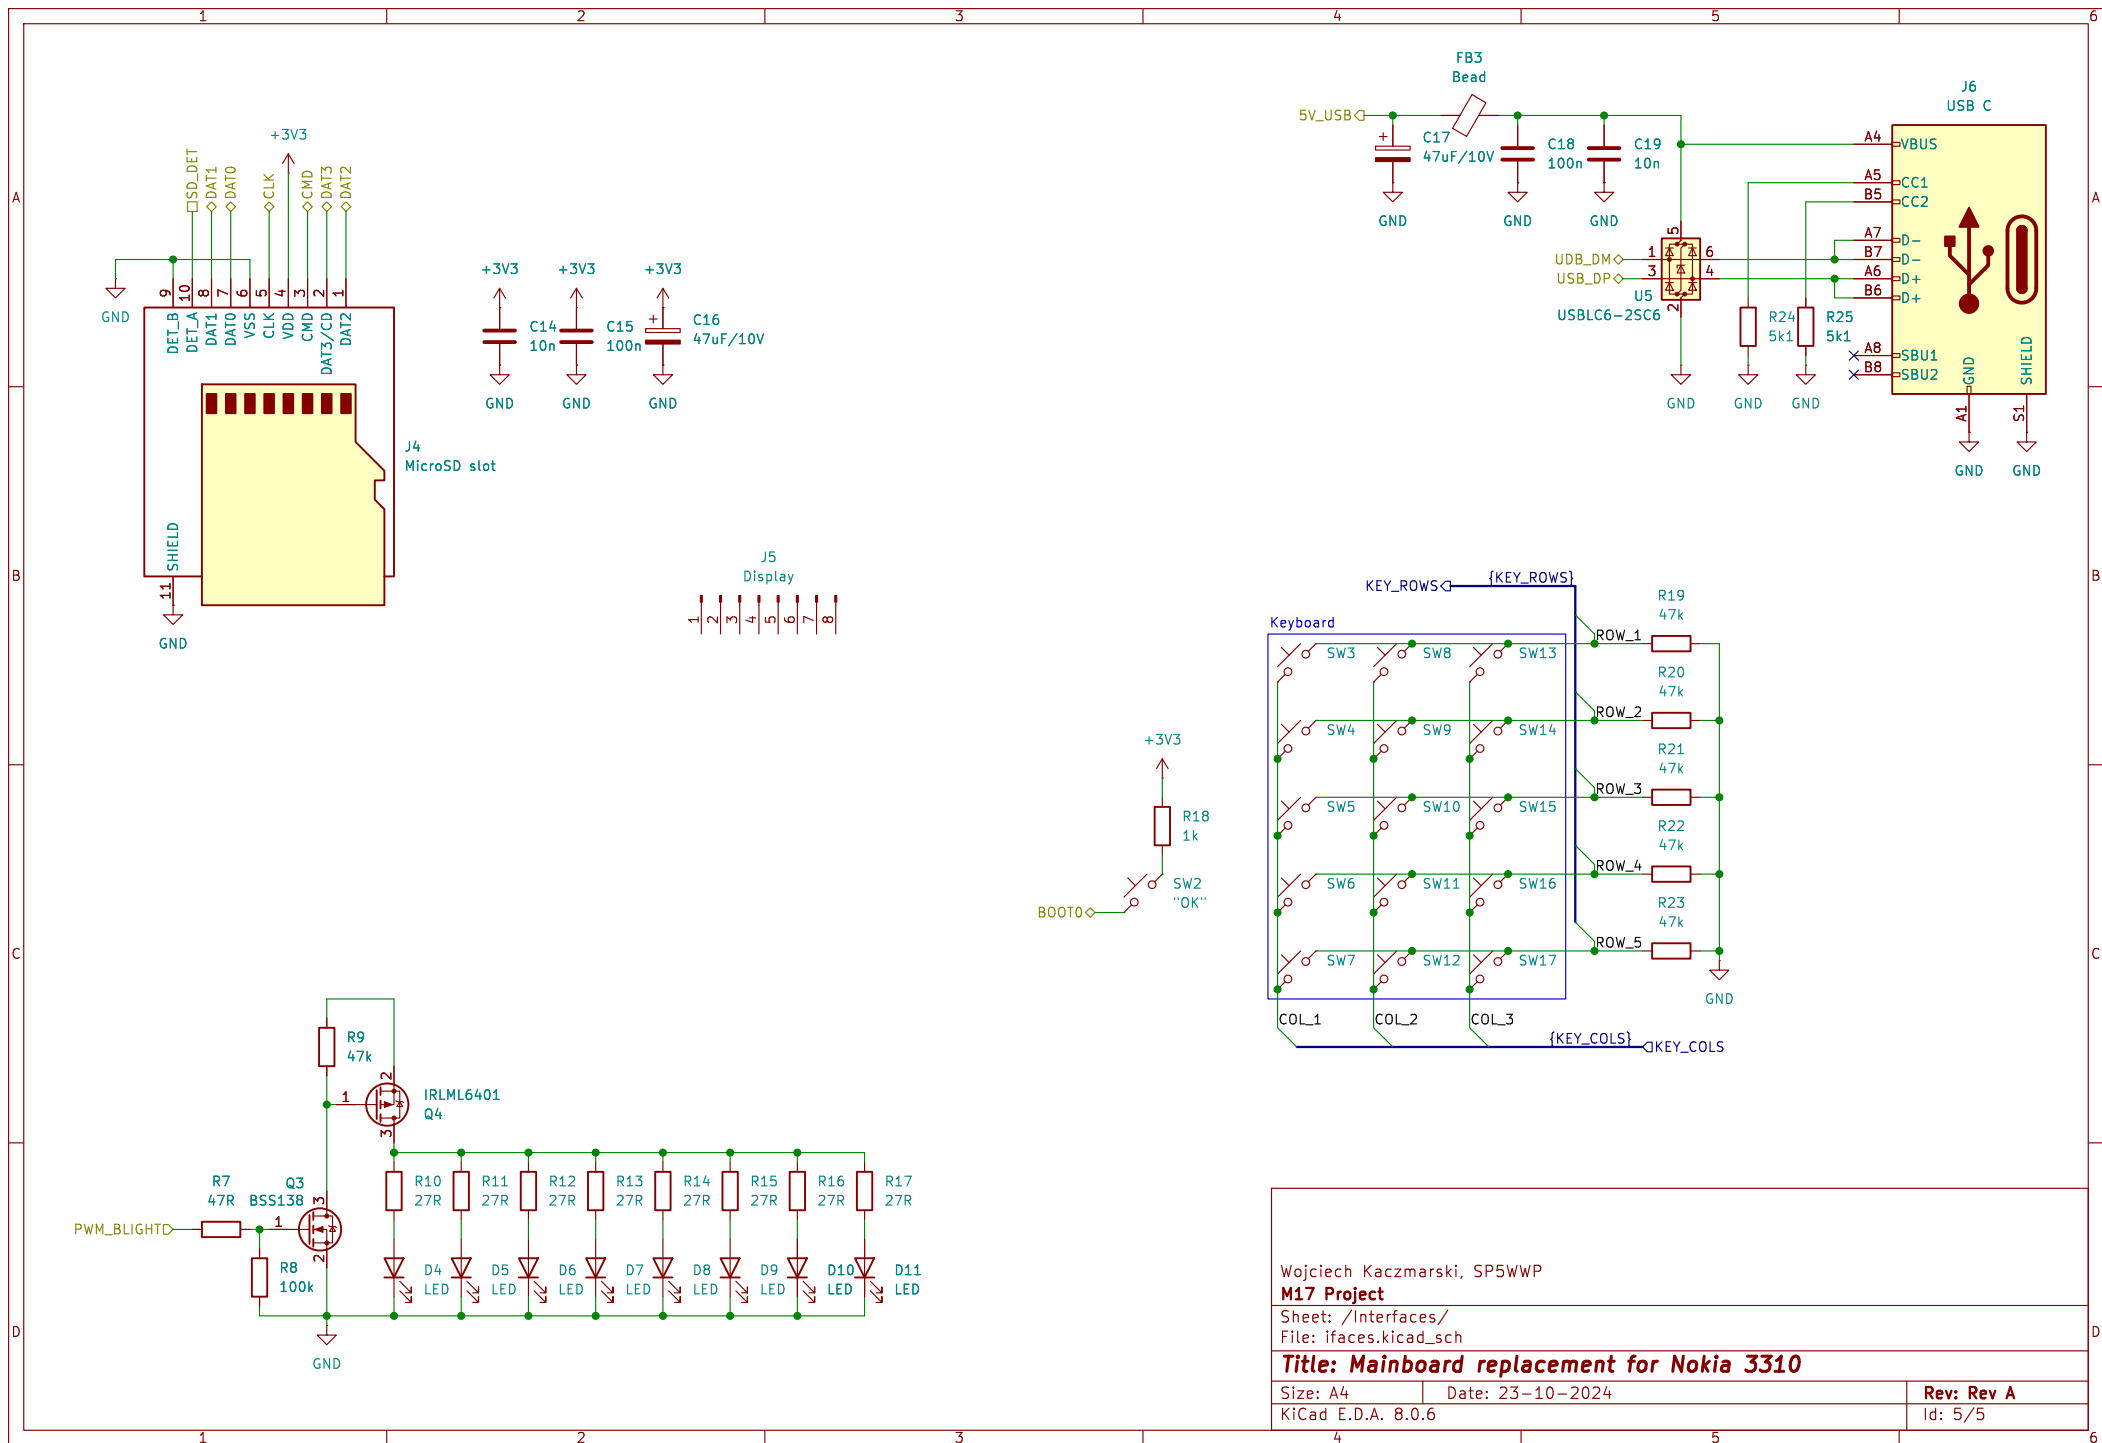 1 2 3 4 5 6
A
B
C
D
A
B
C
D
1 2 3 4 5 6
+3V3
SD_DET
DAT1
DAT0
CLK
CMD
DAT3
DAT2
GND
9 10 8 7 6 5 4 3 2 1
DET_B
DET_A
DAT1
DAT0
VSS
CLK
VDD
CMD
DAT3/CD
DAT2
J4
MicroSD slot
SHIELD
11
GND
+3V3
C14
10n
GND
+3V3
C15
100n
GND
+3V3
+
C16
47uF/10V
GND
J5
Display
1 2 3 4 5 6 7 8
FB3
Bead
5V_USB
+
C17
47uF/10V
GND
C18
100n
GND
C19
10n
GND
UDB_DM
USB_DP
1
3
5
6
4
2
U5
USBLC6-2SC6
GND
R24
5k1
GND
R25
5k1
GND
J6
USB C
A4 VBUS
A5 CC1
B5 CC2
A7 D-
B7 D-
A6 D+
B6 D+
A8 SBU1
B8 SBU2
GND
SHIELD
A1
S1
GND
GND
KEY_ROWS
{KEY_ROWS}
Keyboard
SW3 SW8 SW13
ROW_1
R19
47k
SW4 SW9 SW14
ROW_2
R20
47k
SW5 SW10 SW15
ROW_3
R21
47k
SW6 SW11 SW16
ROW_4
R22
47k
SW7 SW12 SW17
ROW_5
R23
47k
GND
COL_1 COL_2 COL_3
{KEY_COLS}
KEY_COLS
+3V3
R18
1k
SW2
"OK"
BOOT0
R9
47k
1
2
3
IRLML6401
Q4
R7
47R
Q3
BSS138
PWM_BLIGHT
1
3
2
R8
100k
GND
R10
27R
R11
27R
R12
27R
R13
27R
R14
27R
R15
27R
R16
27R
R17
27R
D4
LED
D5
LED
D6
LED
D7
LED
D8
LED
D9
LED
D10
LED
D11
LED
Wojciech Kaczmarski, SP5WWP
M17 Project
Sheet: /Interfaces/
File: ifaces.kicad_sch
Title: Mainboard replacement for Nokia 3310
Size: A4 Date: 23-10-2024 Rev: Rev A
KiCad E.D.A. 8.0.6 Id: 5/5